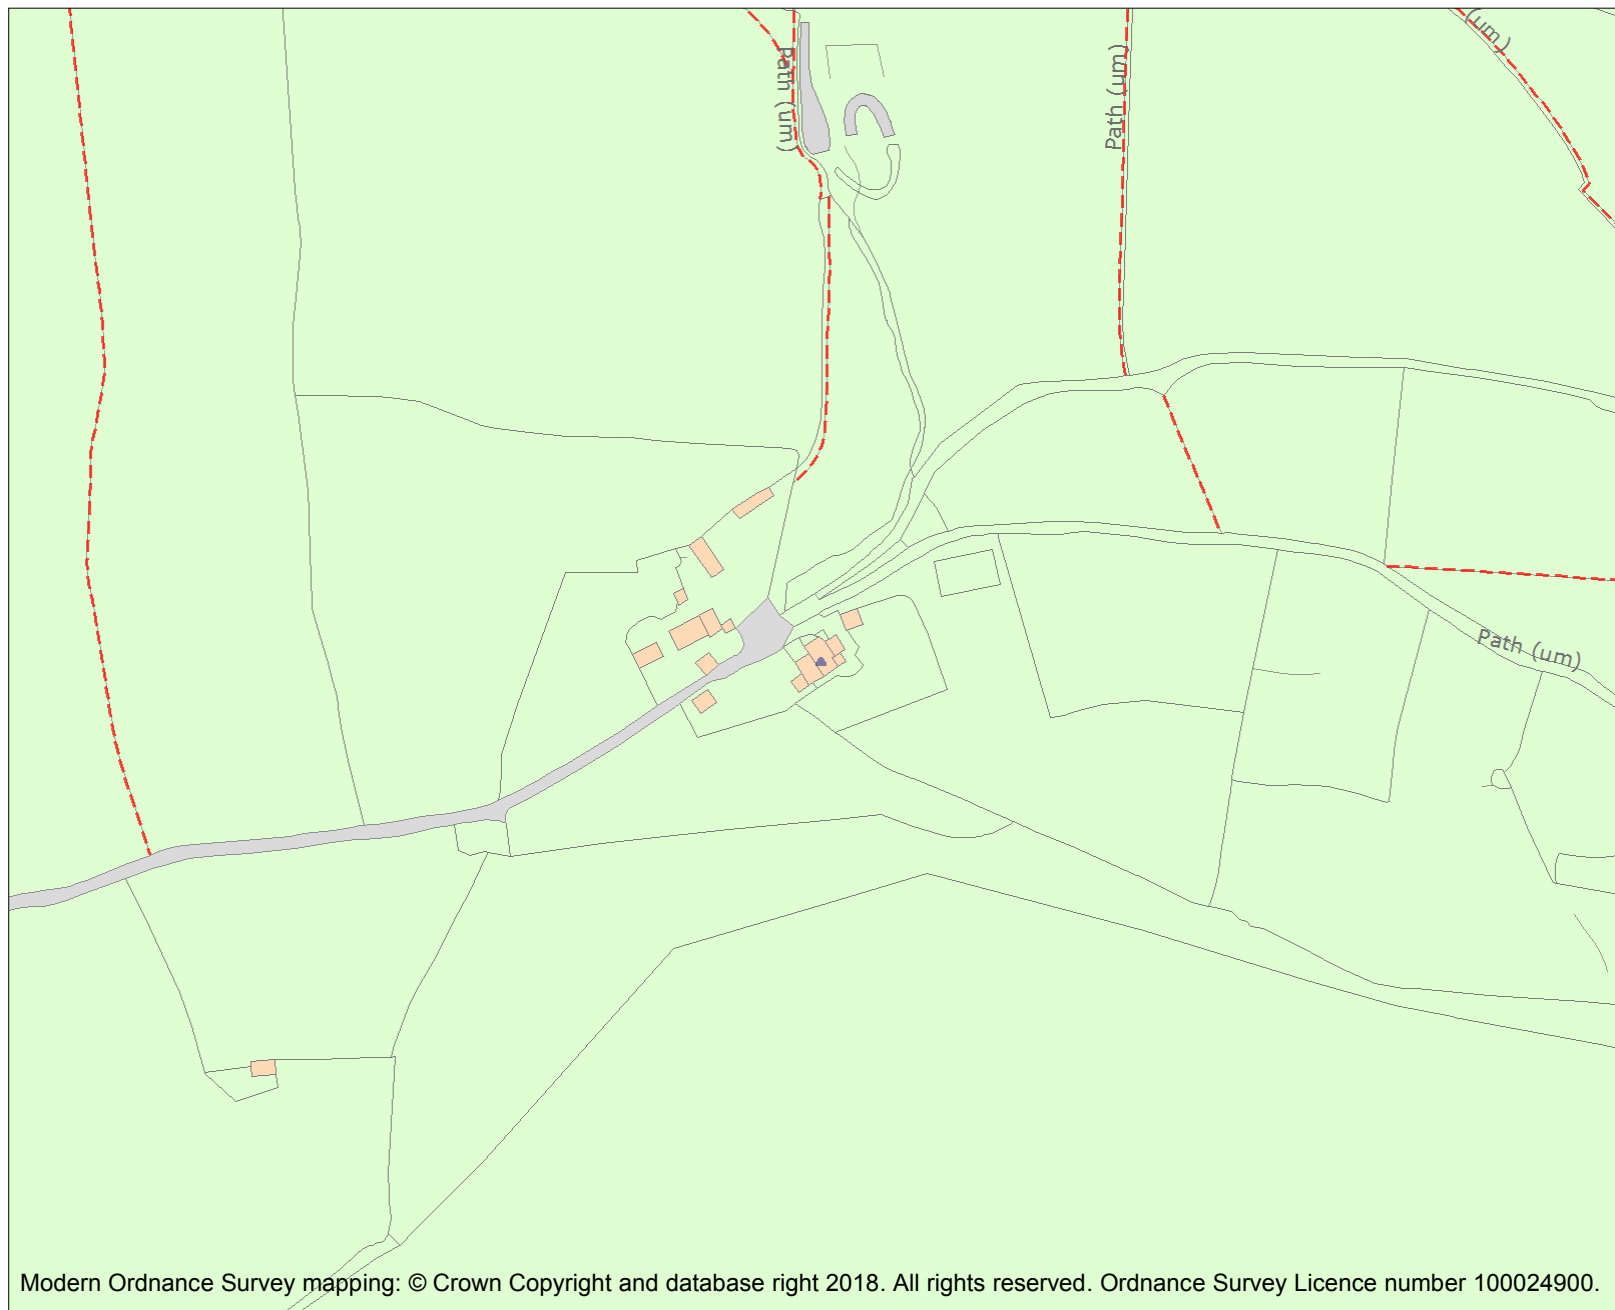 (um)
Path (um)
Path (um)
Path (um)
Modern Ordnance Survey mapping: © Crown Copyright and database right 2018. All rights reserved. Ordnance Survey Licence number 100024900.